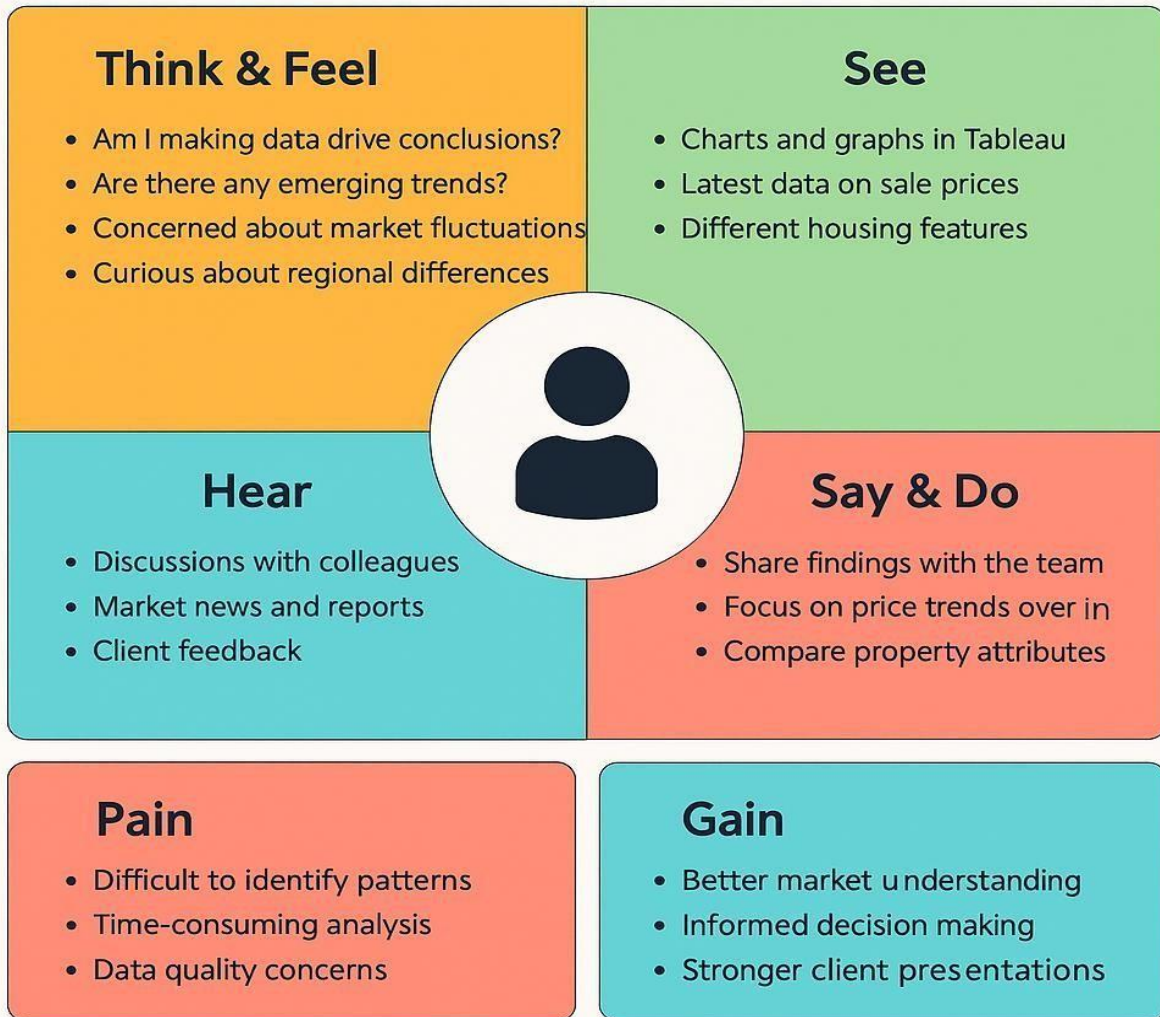 Think & Feel
• Am I making data drive conclusions?
• Are there any emerging trends?
• Concerned about market fluctuations
• Curious about regional differences
See
• Charts and graphs in Tableau
• Latest data on sale prices
• Different housing features
Hear
• Discussions with colleagues
• Market news and reports
• Client feedback
Say & Do
• Share findings with the team
• Focus on price trends over in
• Compare property attributes
Pain
• Difficult to identify patterns
• Time-consuming analysis
• Data quality concerns
Gain
• Better market understanding
• Informed decision making
• Stronger client presentations